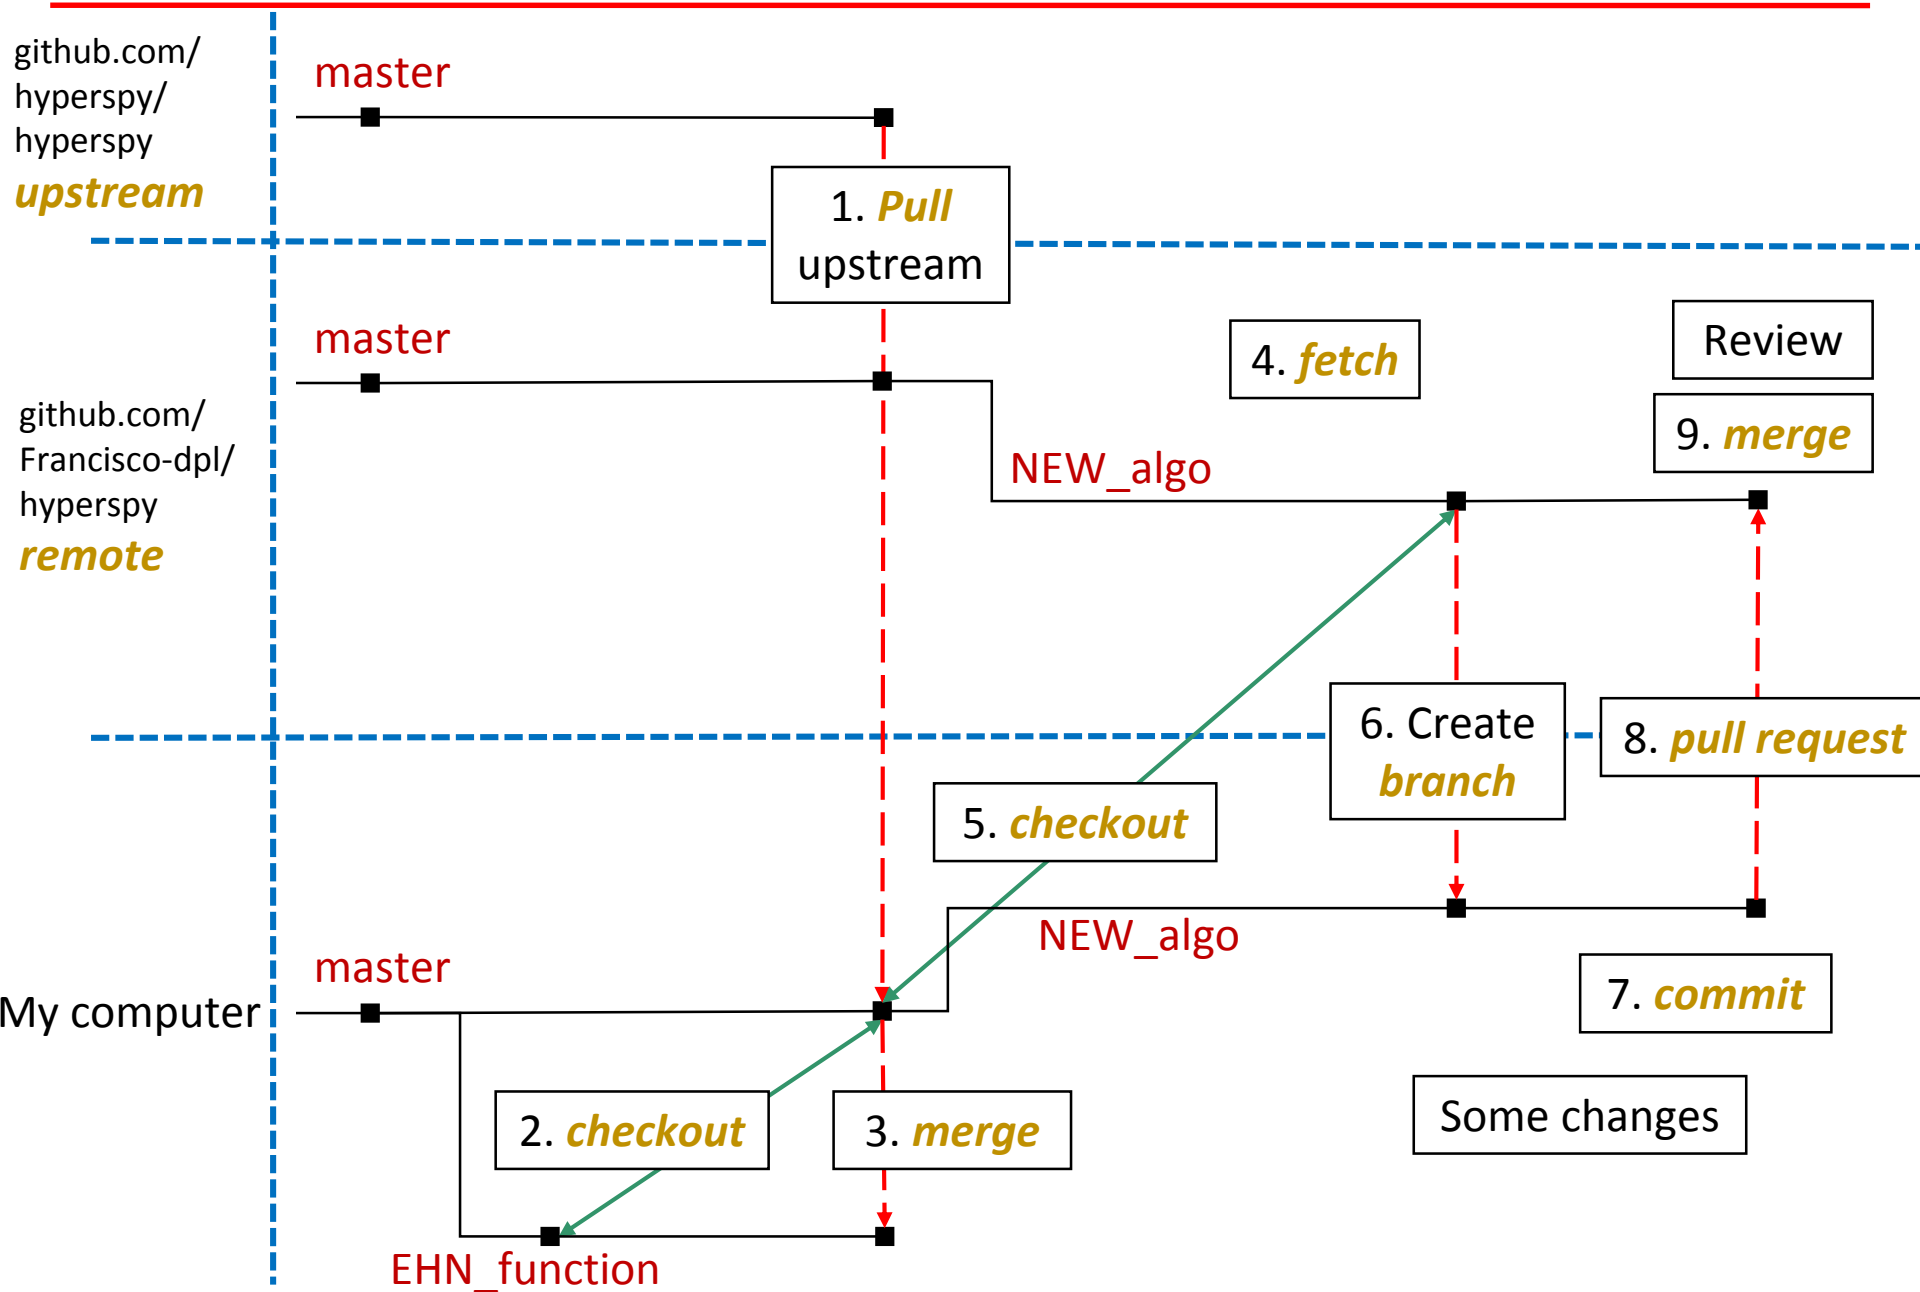 github.com/
hyperspy/
hyperspy
upstream
master
1. Pull
upstream
master
4. fetch
Review
9. merge
github.com/
Francisco-dpl/
hyperspy
remote
NEW_algo
6. Create
branch
8. pull request
5. checkout
NEW_algo
master
My computer
7. commit
2. checkout
3. merge
Some changes
EHN_function